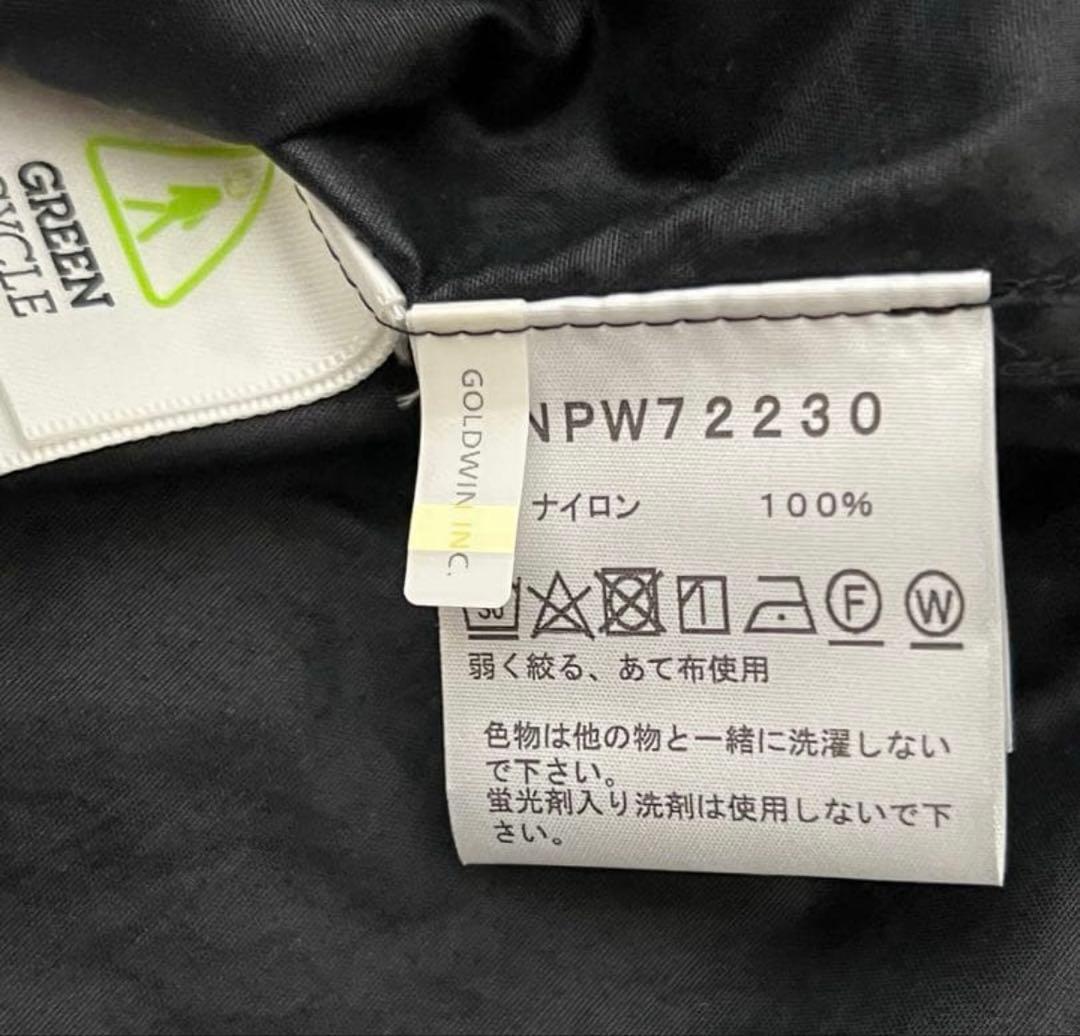 GREEN
CYCLE
GOLDWIN INC.
NPW72230
ナイロン 100%
30
F W
弱く絞る、あて布使用
色物は他の物と一緒に洗濯しない
で下さい。
蛍光剤入り洗剤は使用しないで下
さい。